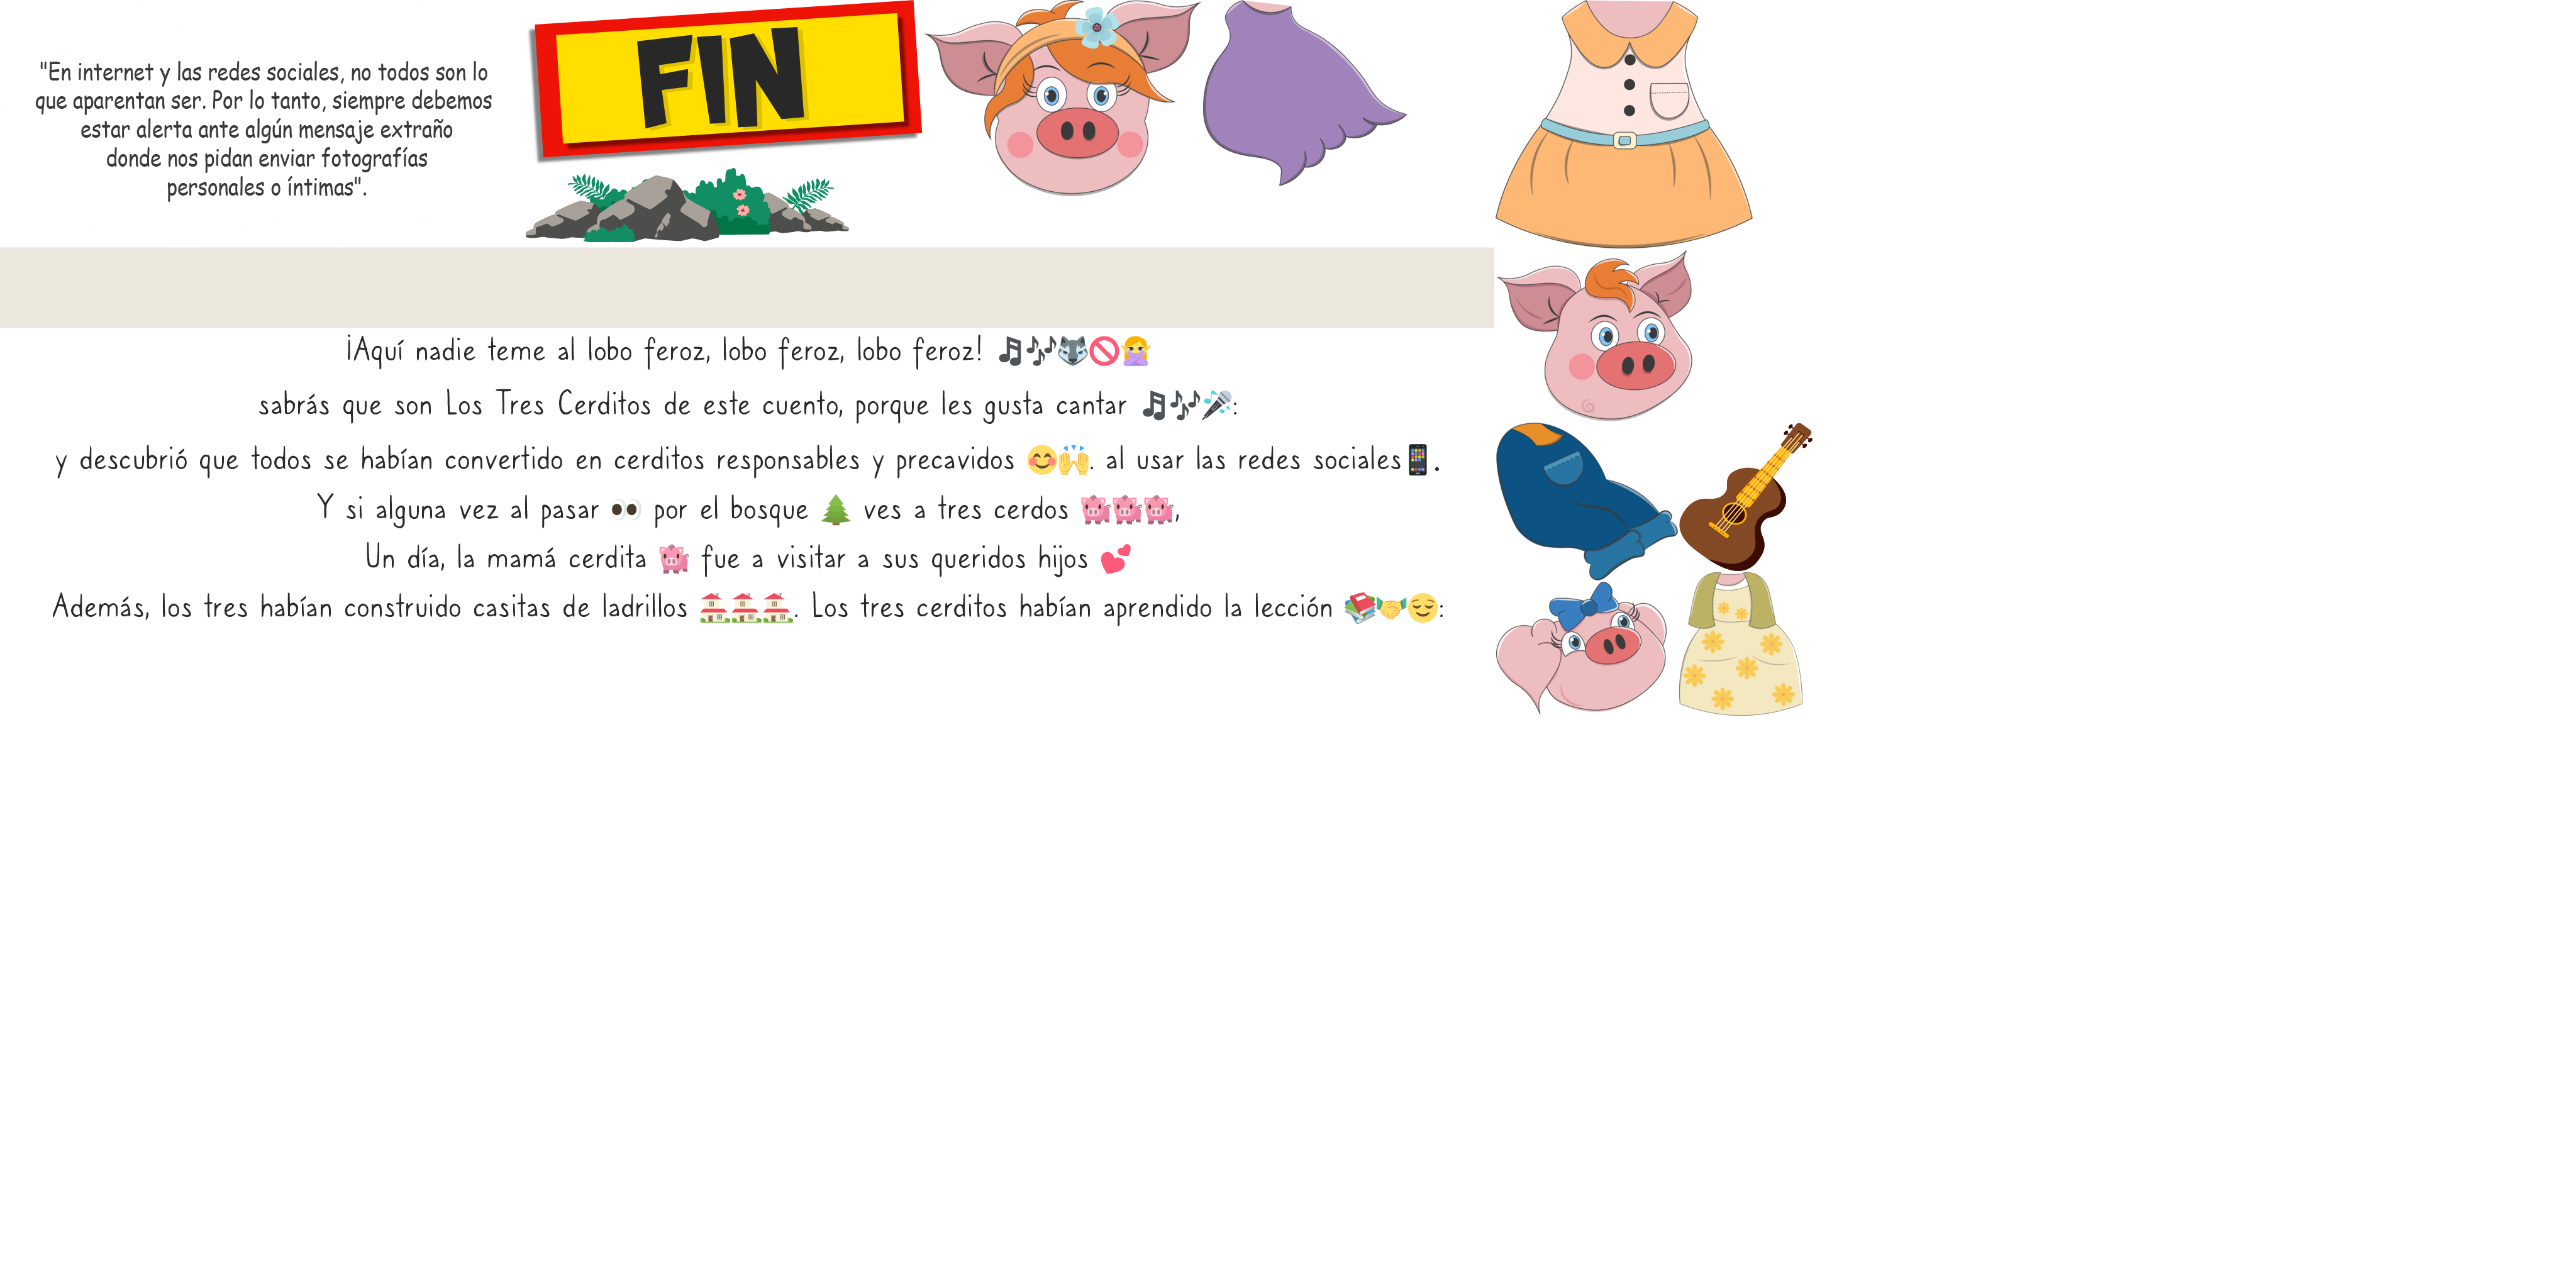 "En internet y las redes sociales, no todos son lo
que aparentan ser. Por lo tanto, siempre debemos
estar alerta ante algún mensaje extraño
donde nos pidan enviar fotografías
personales o íntimas".
FIN
¡Aquí nadie teme al lobo feroz, lobo feroz, lobo feroz! 🎵🎶🐺🚫🙅
sabrás que son Los Tres Cerditos de este cuento, porque les gusta cantar 🎵🎶🎤:
y descubrió que todos se habían convertido en cerditos responsables y precavidos 😊🙌. al usar las redes sociales📱.
Y si alguna vez al pasar 👀 por el bosque 🌲 ves a tres cerdos 🐖🐖🐖,
Un día, la mamá cerdita 🐖 fue a visitar a sus queridos hijos 💕
Además, los tres habían construido casitas de ladrillos 🏡🏡🏡. Los tres cerditos habían aprendido la lección 📚🤝😌: